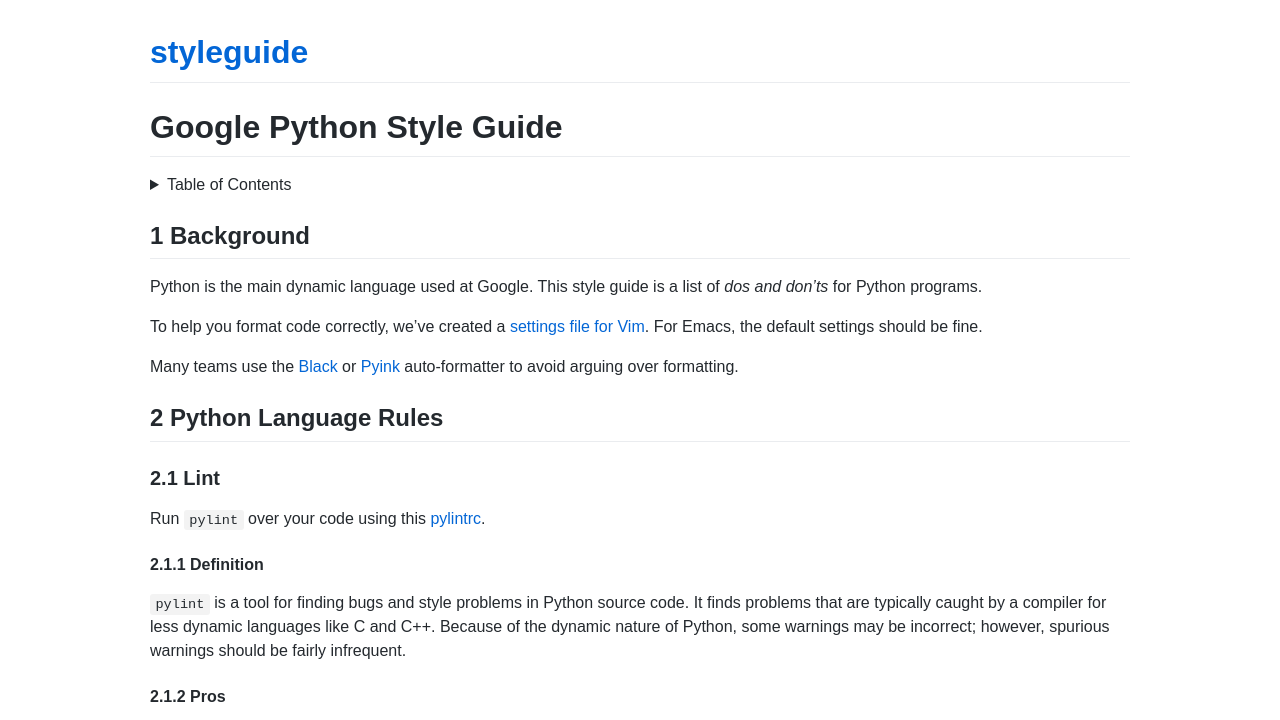 styleguide
Google Python Style Guide
Table of Contents
1 Background
Python is the main dynamic language used at Google. This style guide is a list of dos and don’ts for Python programs.
To help you format code correctly, we’ve created a settings file for Vim. For Emacs, the default settings should be fine.
Many teams use the Black or Pyink auto-formatter to avoid arguing over formatting.
2 Python Language Rules
2.1 Lint
Run pylint over your code using this pylintrc.
2.1.1 Definition
pylint is a tool for finding bugs and style problems in Python source code. It finds problems that are typically caught by a compiler for
less dynamic languages like C and C++. Because of the dynamic nature of Python, some warnings may be incorrect; however, spurious
warnings should be fairly infrequent.
2.1.2 Pros